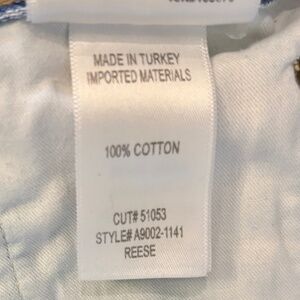 MADE IN TURKEY
IMPORTED MATERIALS
100% COTTON
CUT# 51053
STYLE# A9002-1141
REESE